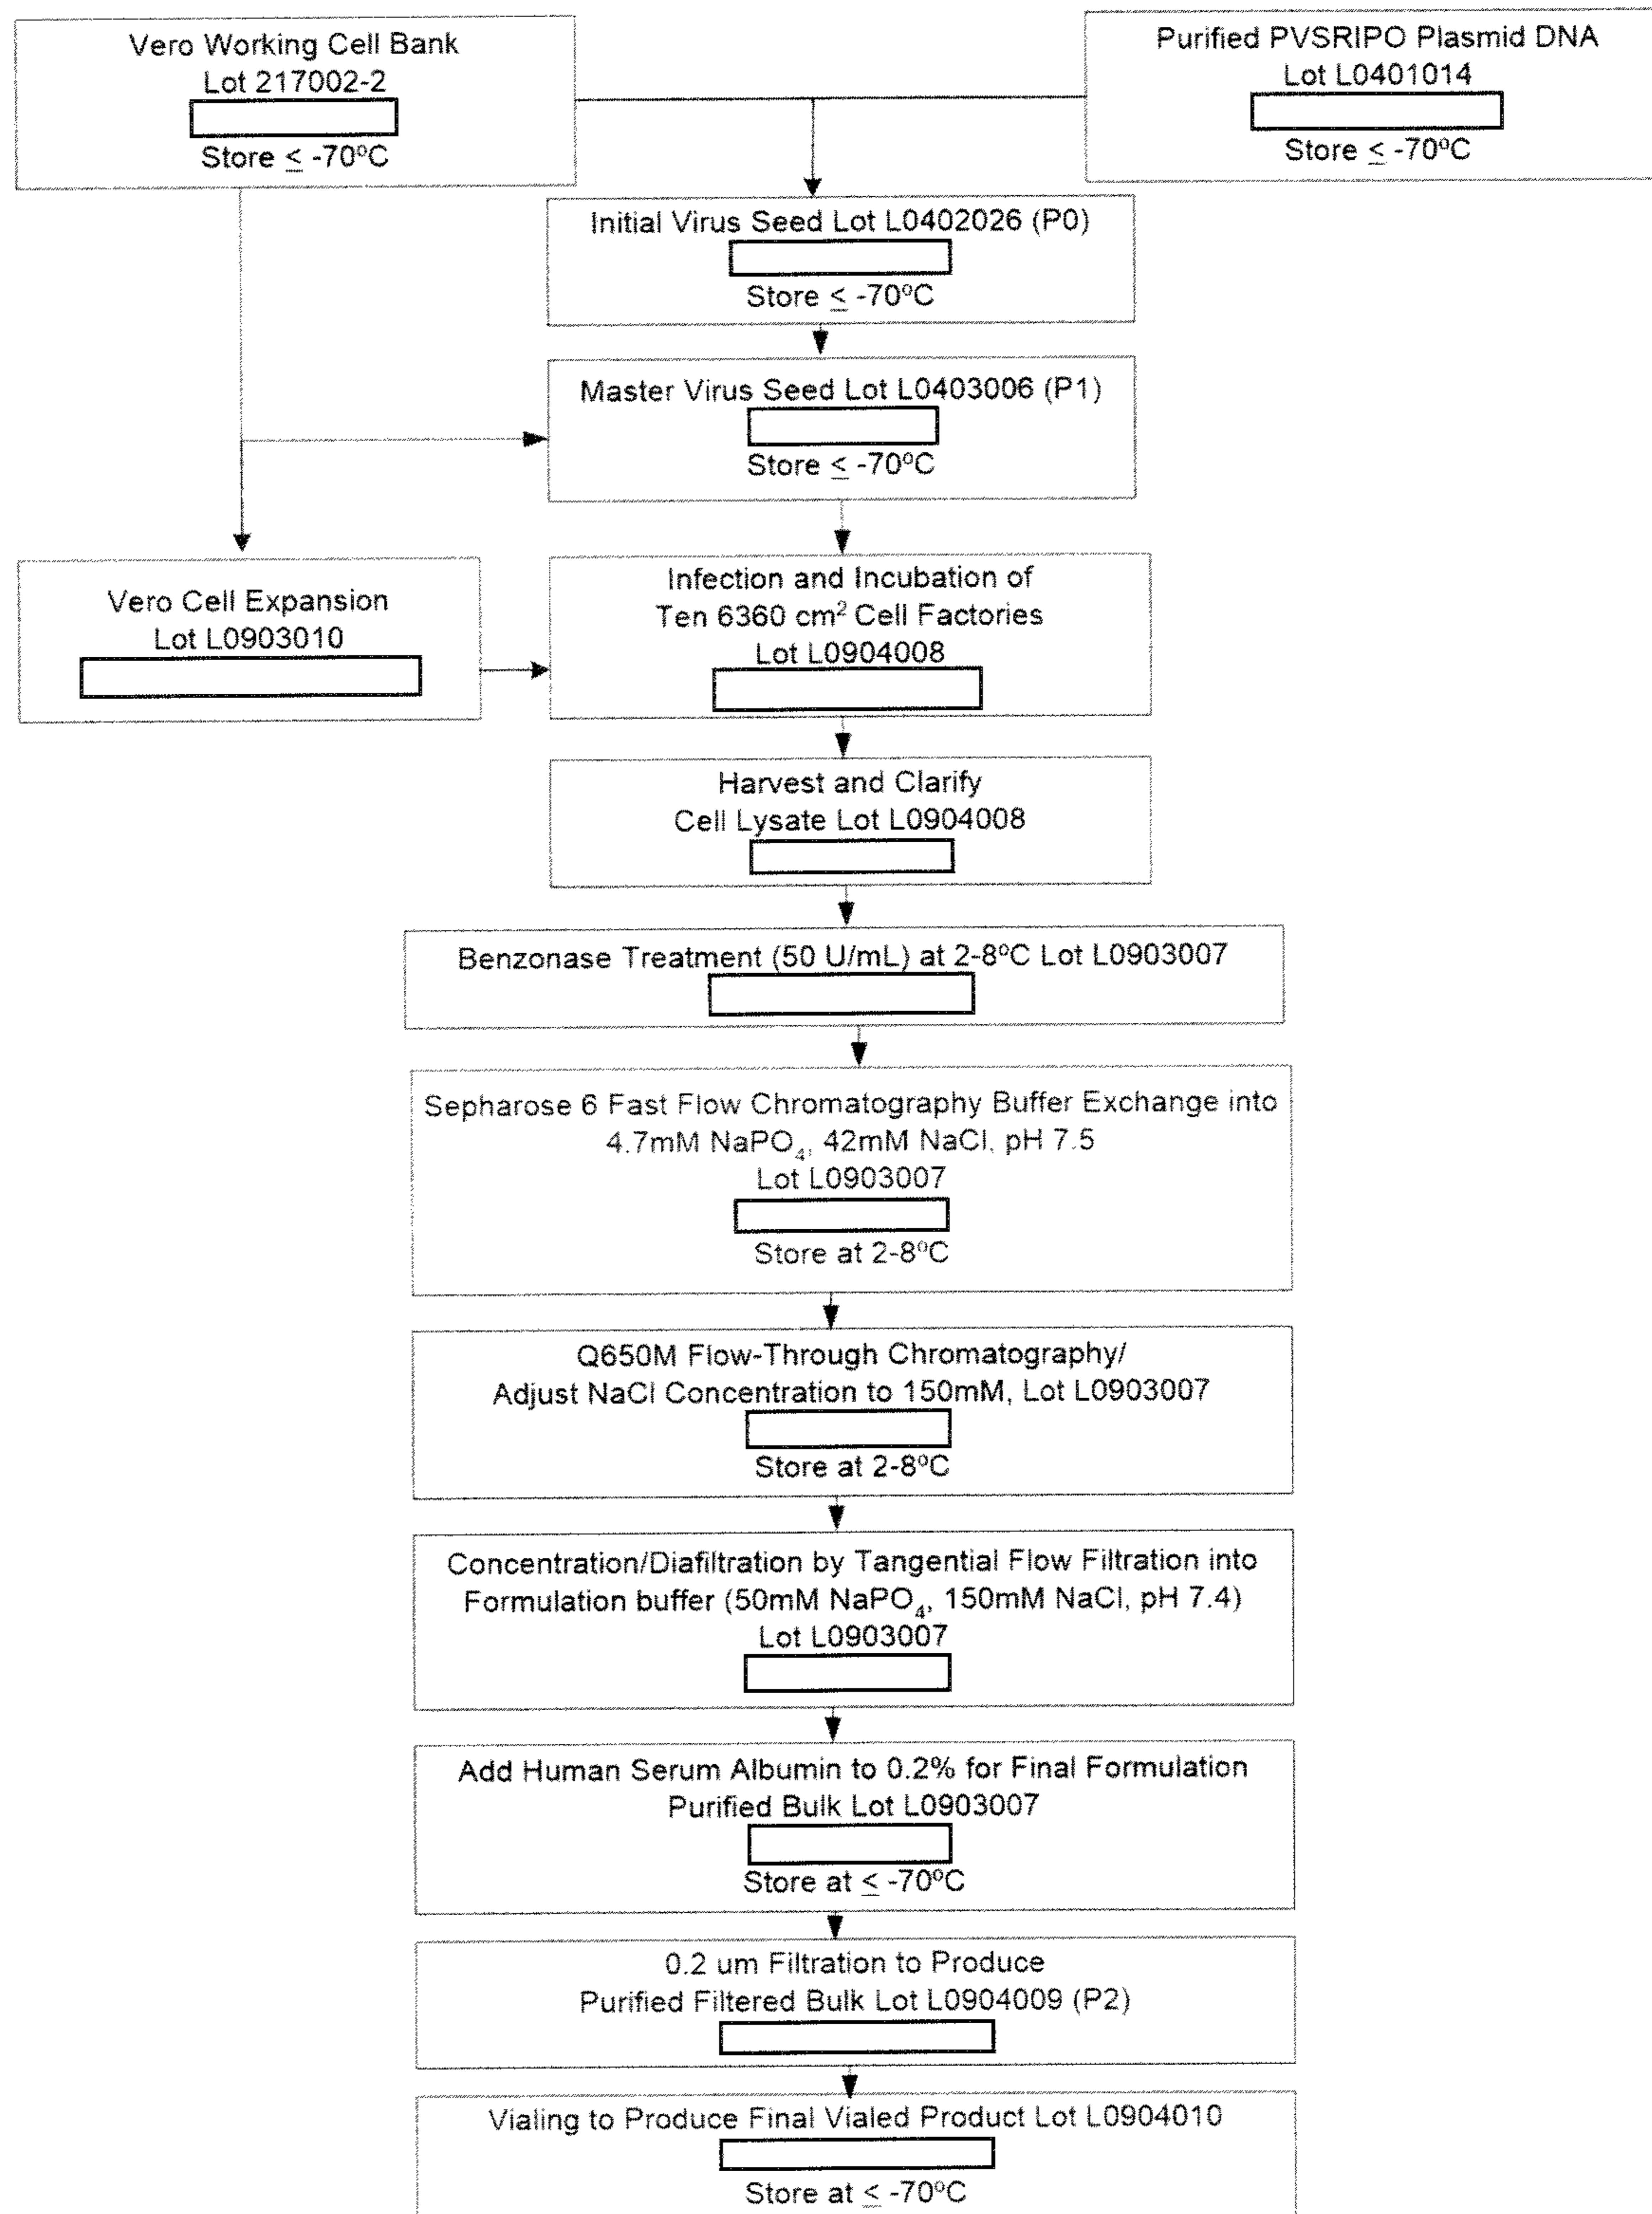 Vero Working Cell Bank
Lot 217002-2
Store ≤ -70ºC
Purified PVSRIPO Plasmid DNA
Lot L0401014
Store ≤ -70ºC
Initial Virus Seed Lot L0402026 (P0)
Store ≤ -70ºC
Master Virus Seed Lot L0403006 (P1)
Store ≤ -70ºC
Vero Cell Expansion
Lot L0903010
Infection and Incubation of
Ten 6360 cm² Cell Factories
Lot L0904008
Harvest and Clarify
Cell Lysate Lot L0904008
Benzonase Treatment (50 U/mL) at 2-8ºC Lot L0903007
Sepharose 6 Fast Flow Chromatography Buffer Exchange into
4.7mM NaPO₄, 42mM NaCl, pH 7.5
Lot L0903007
Store at 2-8ºC
Q650M Flow-Through Chromatography/
Adjust NaCl Concentration to 150mM, Lot L0903007
Store at 2-8ºC
Concentration/Diafiltration by Tangential Flow Filtration into
Formulation buffer (50mM NaPO₄, 150mM NaCl, pH 7.4)
Lot L0903007
Add Human Serum Albumin to 0.2% for Final Formulation
Purified Bulk Lot L0903007
Store at ≤ -70ºC
0.2 um Filtration to Produce
Purified Filtered Bulk Lot L0904009 (P2)
Vialing to Produce Final Vialed Product Lot L0904010
Store at ≤ -70ºC